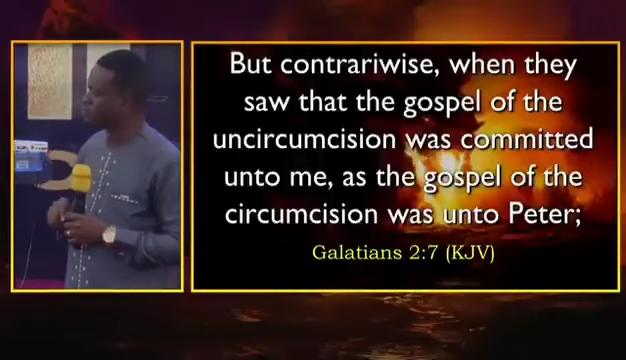 But contrariwise, when they
saw that the gospel of the
uncircumcision was committed
unto me, as the gospel of the
circumcision was unto Peter;
Galatians 2:7 (KJV)